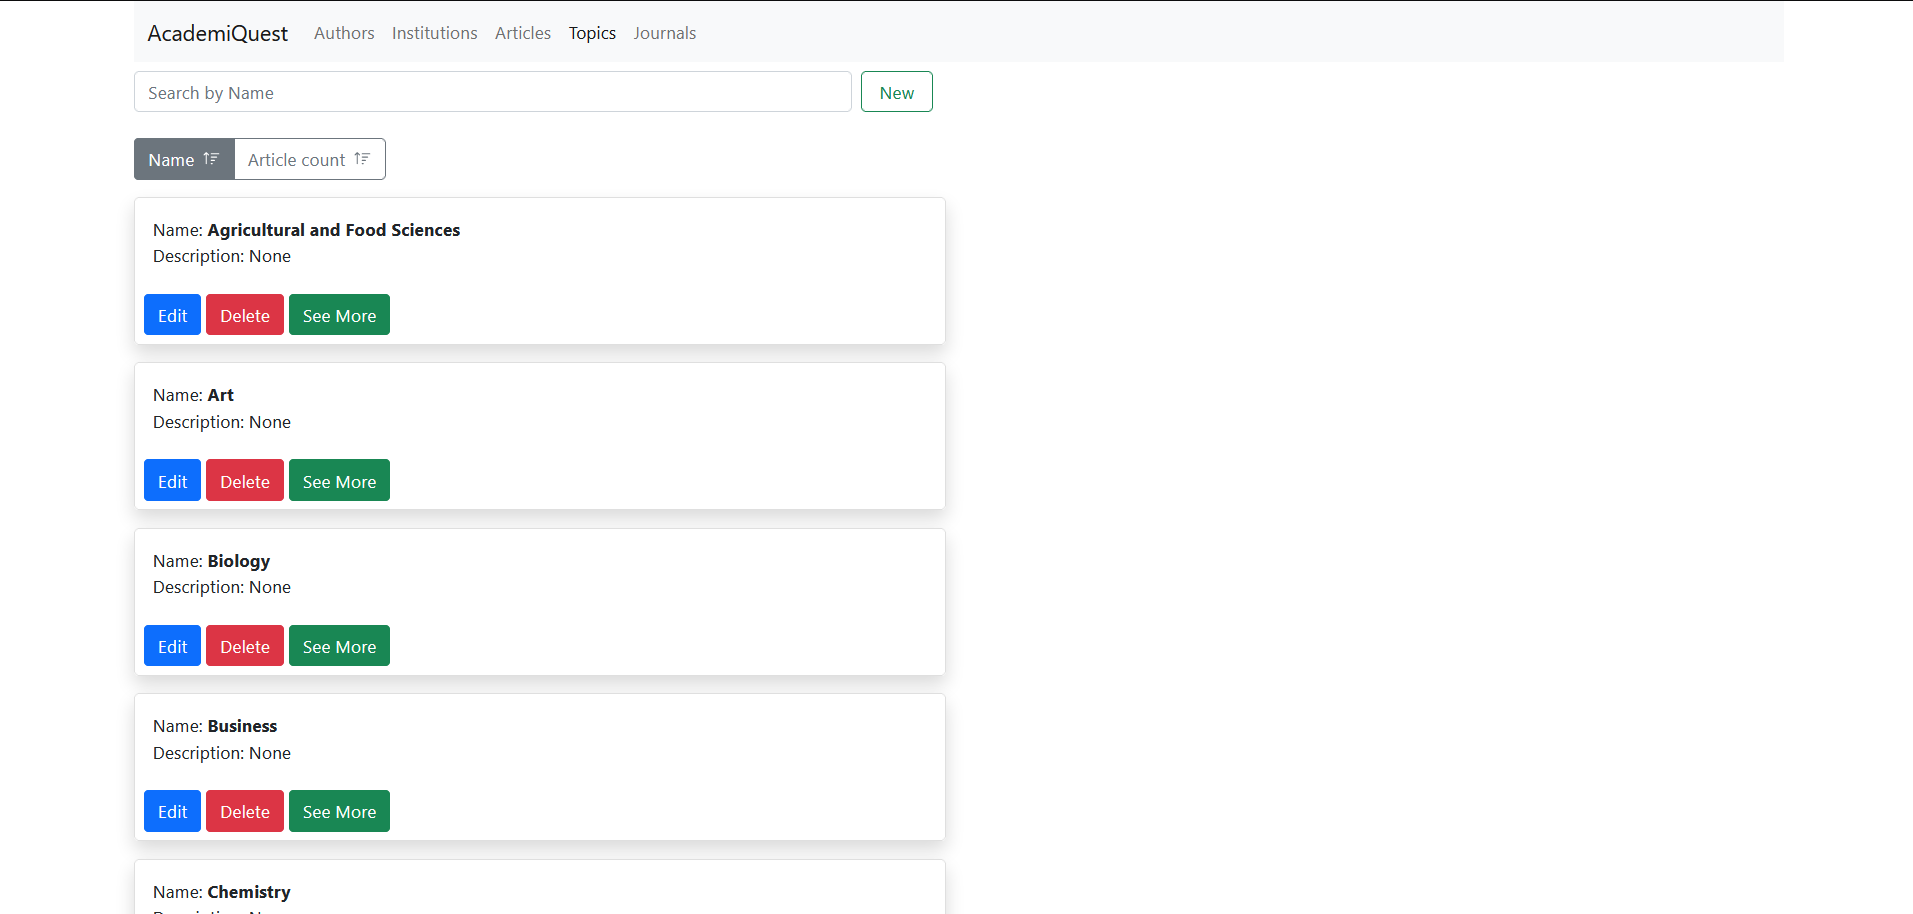 AcademiQuest Authors Institutions Articles Topics Journals
Search by Name New
Name Article count
Name: Agricultural and Food Sciences
Description: None
Edit Delete See More
Name: Art
Description: None
Edit Delete See More
Name: Biology
Description: None
Edit Delete See More
Name: Business
Description: None
Edit Delete See More
Name: Chemistry